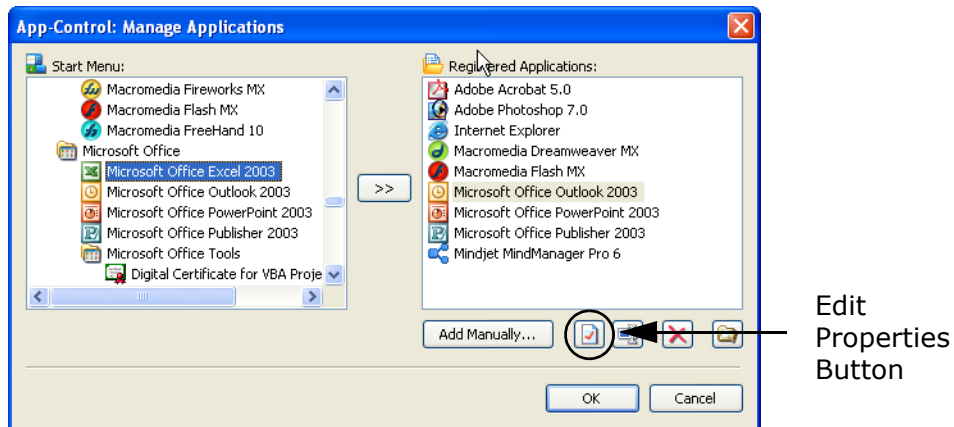 App-Control: Manage Applications
Start Menu:
Macromedia Fireworks MX
Macromedia Flash MX
Macromedia FreeHand 10
Microsoft Office
Microsoft Office Excel 2003
Microsoft Office Outlook 2003
Microsoft Office PowerPoint 2003
Microsoft Office Publisher 2003
Microsoft Office Tools
Digital Certificate for VBA Proje
>>
Registered Applications:
Adobe Acrobat 5.0
Adobe Photoshop 7.0
Internet Explorer
Macromedia Dreamweaver MX
Macromedia Flash MX
Microsoft Office Outlook 2003
Microsoft Office PowerPoint 2003
Microsoft Office Publisher 2003
Mindjet MindManager Pro 6
Add Manually...
OK
Cancel
Edit
Properties
Button